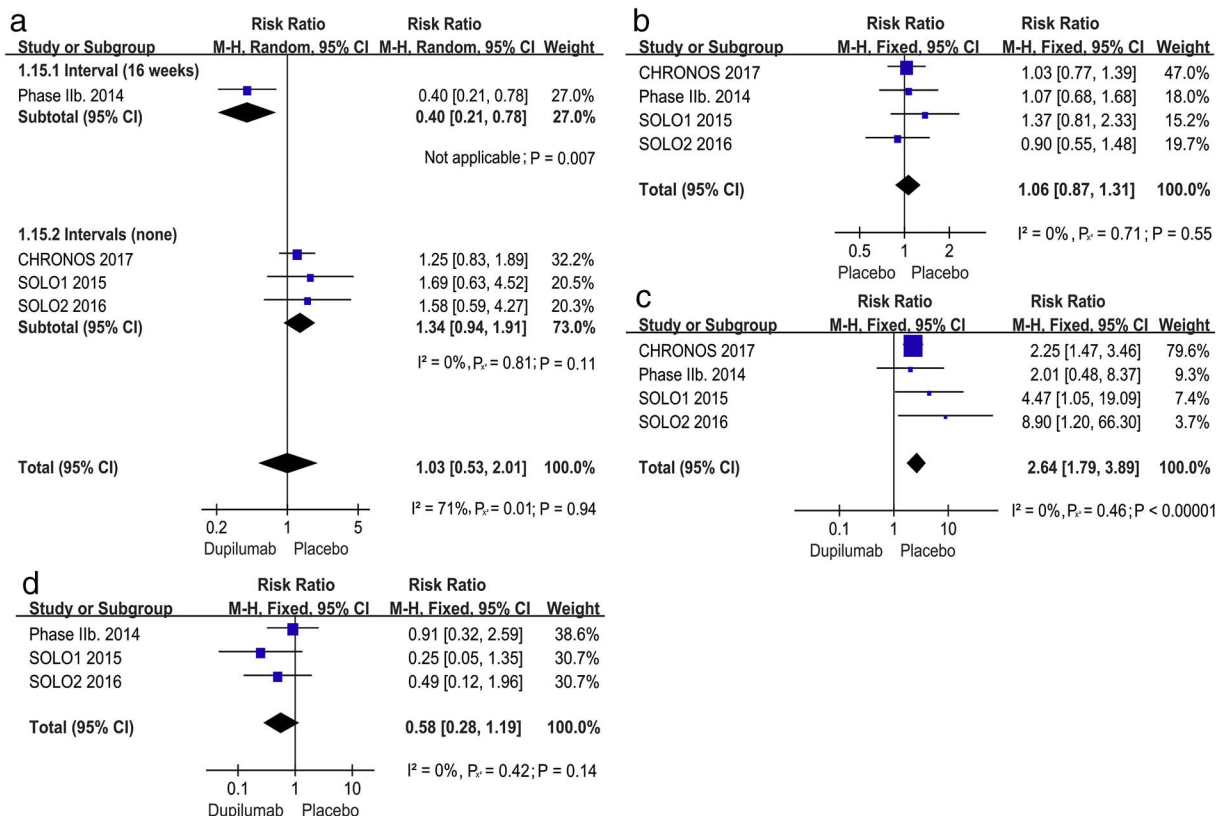 a
Risk Ratio Risk Ratio
Study or Subgroup M-H, Random, 95% CI M-H, Random, 95% CI Weight
1.15.1 Interval (16 weeks)
Phase IIb. 2014 0.40 [0.21, 0.78] 27.0%
Subtotal (95% CI) 0.40 [0.21, 0.78] 27.0%
Not applicable; P = 0.007
1.15.2 Intervals (none)
CHRONOS 2017 1.25 [0.83, 1.89] 32.2%
SOLO1 2015 1.69 [0.63, 4.52] 20.5%
SOLO2 2016 1.58 [0.59, 4.27] 20.3%
Subtotal (95% CI) 1.34 [0.94, 1.91] 73.0%
I² = 0%, Px² = 0.81; P = 0.11
Total (95% CI) 1.03 [0.53, 2.01] 100.0%
I² = 71%, Px² = 0.01; P = 0.94
0.2 1 5
Dupilumab Placebo
b
Risk Ratio Risk Ratio
Study or Subgroup M-H, Fixed, 95% CI M-H, Fixed, 95% CI Weight
CHRONOS 2017 1.03 [0.77, 1.39] 47.0%
Phase IIb. 2014 1.07 [0.68, 1.68] 18.0%
SOLO1 2015 1.37 [0.81, 2.33] 15.2%
SOLO2 2016 0.90 [0.55, 1.48] 19.7%
Total (95% CI) 1.06 [0.87, 1.31] 100.0%
I² = 0%, Px² = 0.71; P = 0.55
0.5 1 2
Placebo Placebo
c
Risk Ratio Risk Ratio
Study or Subgroup M-H, Fixed, 95% CI M-H, Fixed, 95% CI Weight
CHRONOS 2017 2.25 [1.47, 3.46] 79.6%
Phase IIb. 2014 2.01 [0.48, 8.37] 9.3%
SOLO1 2015 4.47 [1.05, 19.09] 7.4%
SOLO2 2016 8.90 [1.20, 66.30] 3.7%
Total (95% CI) 2.64 [1.79, 3.89] 100.0%
I² = 0%, Px² = 0.46; P < 0.00001
0.1 1 10
Dupilumab Placebo
d
Risk Ratio Risk Ratio
Study or Subgroup M-H, Fixed, 95% CI M-H, Fixed, 95% CI Weight
Phase IIb. 2014 0.91 [0.32, 2.59] 38.6%
SOLO1 2015 0.25 [0.05, 1.35] 30.7%
SOLO2 2016 0.49 [0.12, 1.96] 30.7%
Total (95% CI) 0.58 [0.28, 1.19] 100.0%
I² = 0%, Px² = 0.42; P = 0.14
0.1 1 10
Dupilumab Placebo